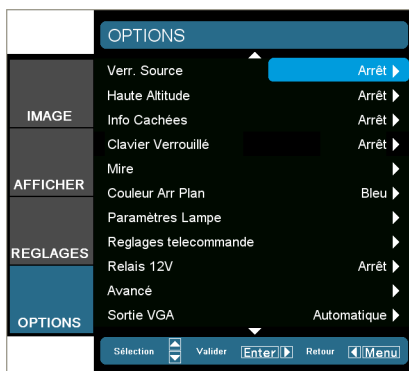 OPTIONS
IMAGE
AFFICHER
REGLAGES
OPTIONS
Verr. Source Arrêt
Haute Altitude Arrêt
Info Cachées Arrêt
Clavier Verrouillé Arrêt
Mire
Couleur Arr Plan Bleu
Paramètres Lampe
Reglages telecommande
Relais 12V Arrêt
Avancé
Sortie VGA Automatique
Sélection Valider Enter Retour Menu